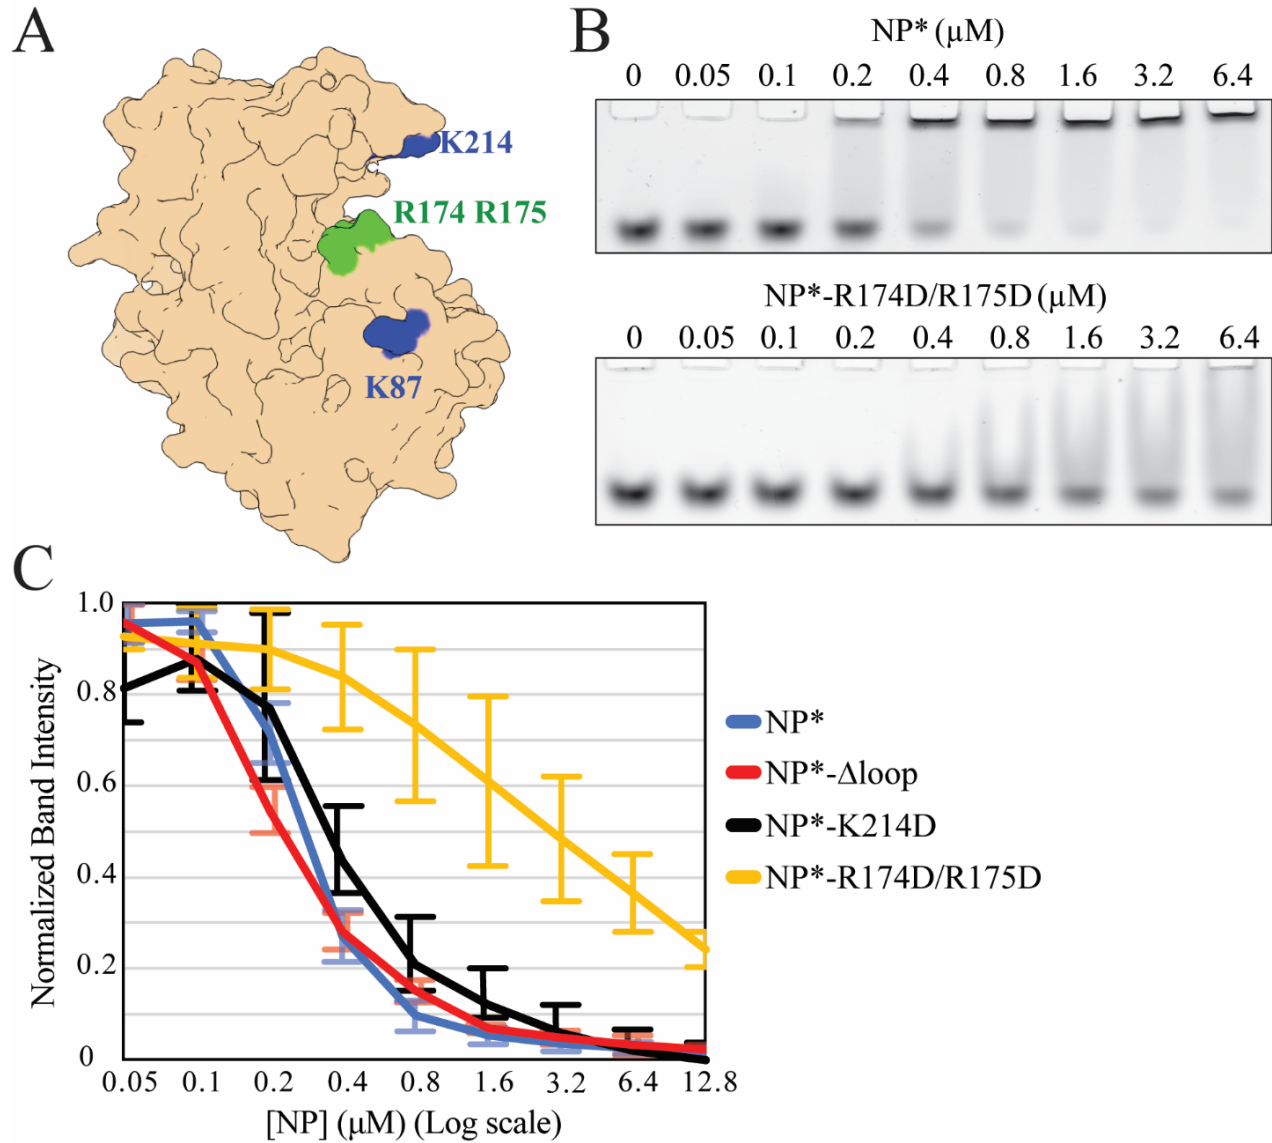 A
K214
R174 R175
K87
B
NP* (μM)
0 0.05 0.1 0.2 0.4 0.8 1.6 3.2 6.4
NP*-R174D/R175D (μM)
0 0.05 0.1 0.2 0.4 0.8 1.6 3.2 6.4
C
Normalized Band Intensity
1.0
0.8
0.6
0.4
0.2
0
0.05 0.1 0.2 0.4 0.8 1.6 3.2 6.4 12.8
[NP] (μM) (Log scale)
NP*
NP*-Δloop
NP*-K214D
NP*-R174D/R175D